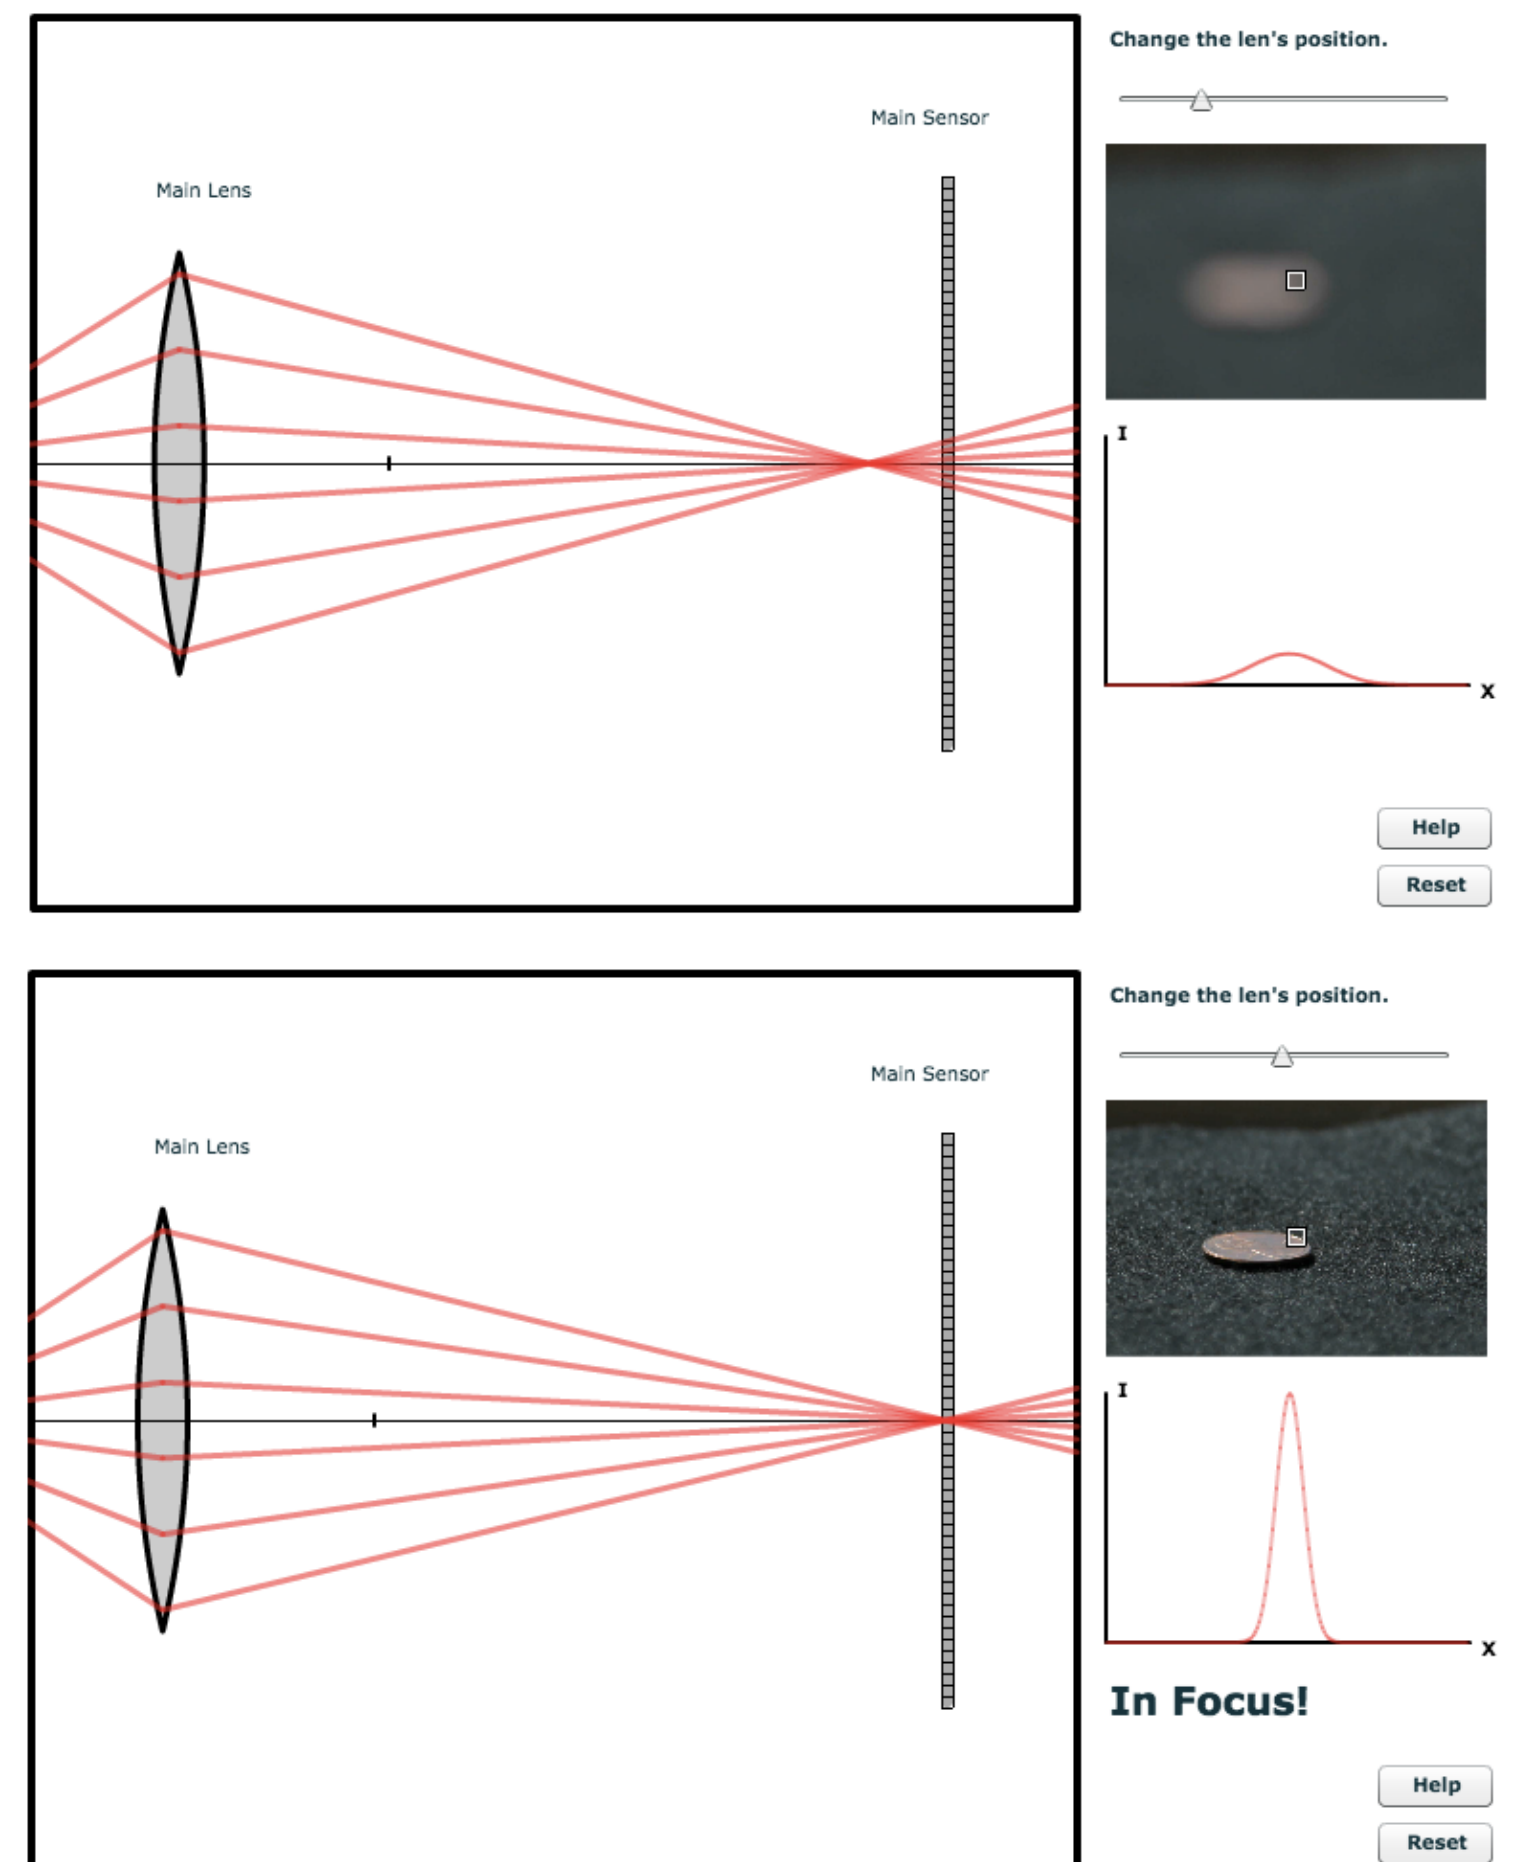 Change the len's position.
Main Sensor
Main Lens
I
X
Help
Reset
Change the len's position.
Main Sensor
Main Lens
I
X
In Focus!
Help
Reset